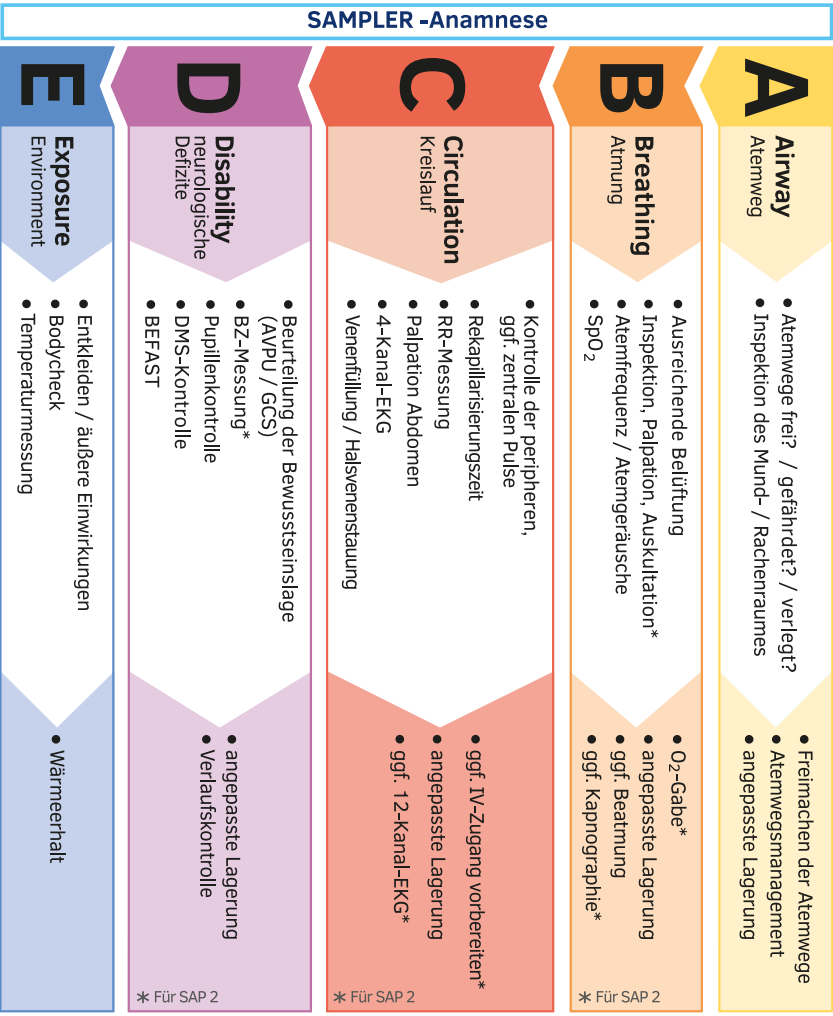 SAMPLER -Anamnese
A
Airway
Atemweg
• Atemwege frei? / gefährdet? / verlegt?
• Inspektion des Mund- / Rachenraumes
• Freimachen der Atemwege
• Atemwegsmanagement
• angepasste Lagerung
B
Breathing
Atmung
• Ausreichende Belüftung
• Inspektion, Palpation, Auskultation*
• Atemfrequenz / Atemgeräusche
• SpO₂
• O₂-Gabe*
• angepasste Lagerung
• ggf. Beatmung
• ggf. Kapnographie*
* Für SAP 2
C
Circulation
Kreislauf
• Kontrolle der peripheren,
ggf. zentralen Pulse
• Rekapillarisierungszeit
• RR-Messung
• Palpation Abdomen
• 4-Kanal-EKG
• Venenfüllung / Halsvenenstauung
• ggf. IV-Zugang vorbereiten*
• angepasste Lagerung
• ggf. 12-Kanal-EKG*
* Für SAP 2
D
Disability
neurologische
Defizite
• Beurteilung der Bewusstseinslage
(AVPU / GCS)
• BZ-Messung*
• Pupillenkontrolle
• DMS-Kontrolle
• BEFAST
• angepasste Lagerung
• Verlaufskontrolle
* Für SAP 2
E
Exposure
Environment
• Entkleiden / äußere Einwirkungen
• Bodycheck
• Temperaturmessung
• Wärmeerhalt